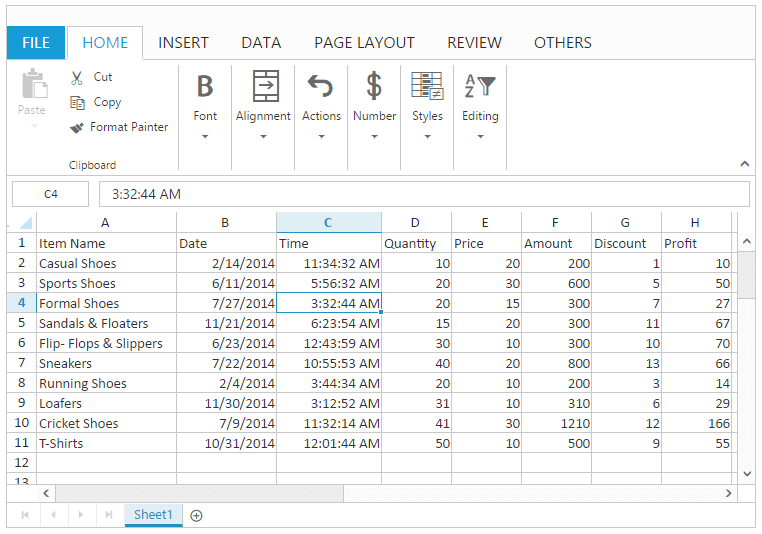 FILE HOME INSERT DATA PAGE LAYOUT REVIEW OTHERS
Paste
Cut
Copy
Format Painter
Clipboard
B
Font
Alignment
Actions
$
Number
Styles
A
Z
Editing
C4 3:32:44 AM
A B C D E F G H
1 Item Name Date Time Quantity Price Amount Discount Profit
2 Casual Shoes 2/14/2014 11:34:32 AM 10 20 200 1 10
3 Sports Shoes 6/11/2014 5:56:32 AM 20 30 600 5 50
4 Formal Shoes 7/27/2014 3:32:44 AM 20 15 300 7 27
5 Sandals & Floaters 11/21/2014 6:23:54 AM 15 20 300 11 67
6 Flip- Flops & Slippers 6/23/2014 12:43:59 AM 30 10 300 10 70
7 Sneakers 7/22/2014 10:55:53 AM 40 20 800 13 66
8 Running Shoes 2/4/2014 3:44:34 AM 20 10 200 3 14
9 Loafers 11/30/2014 3:12:52 AM 31 10 310 6 29
10 Cricket Shoes 7/9/2014 11:32:14 AM 41 30 1210 12 166
11 T-Shirts 10/31/2014 12:01:44 AM 50 10 500 9 55
12
13
Sheet1